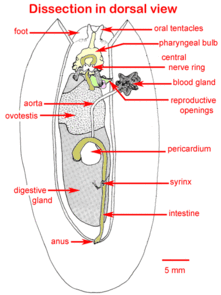 Dissection in dorsal view
foot
oral tentacles
pharyngeal bulb
central
nerve ring
blood gland
aorta
reproductive
openings
ovotestis
pericardium
digestive
gland
syrinx
intestine
anus
5 mm